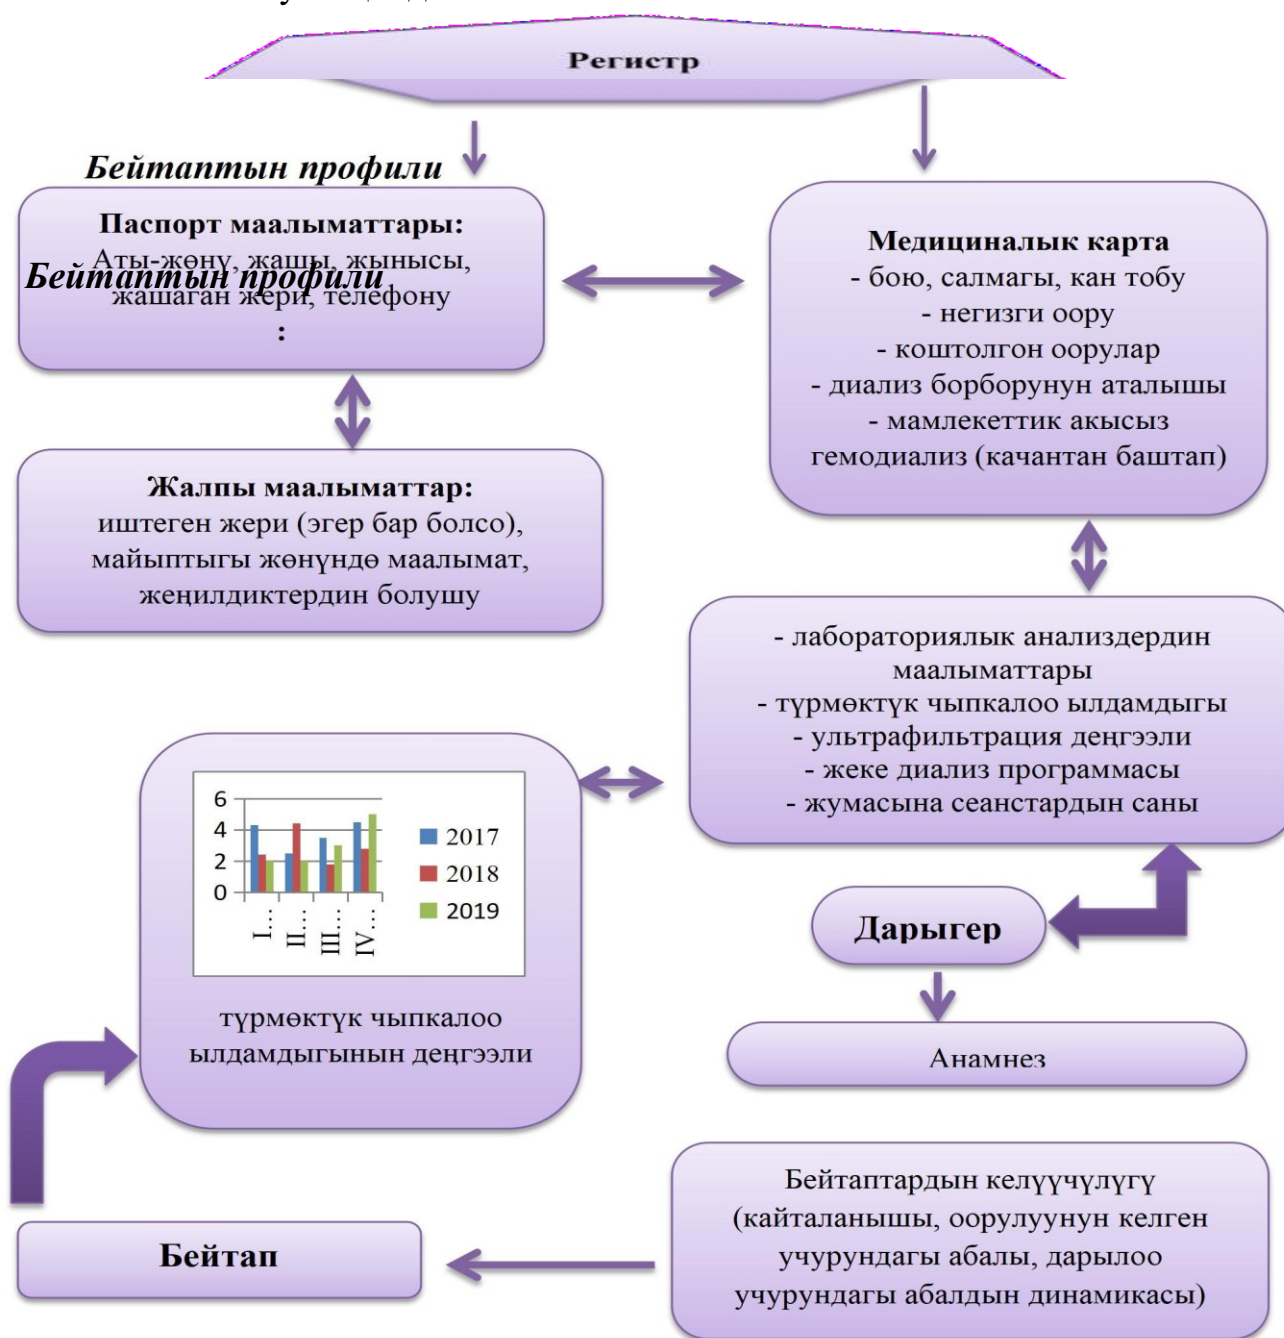 Регистр
Бейтаптын профили
Паспорт маалыматтары:
Аты-жөнү, жашы, жынысы,
жашаган жери, телефону
:
Бейтаптын профили
Медициналык карта
- бою, салмагы, кан тобу
- негизги оору
- коштолгон оорулар
- диализ борборунун аталышы
- мамлекеттик акысыз
гемодиализ (качантан баштап)
Жалпы маалыматтар:
иштеген жери (эгер бар болсо),
майыптыгы жөнүндө маалымат,
жеңилдиктердин болушу
- лабораториялык анализдердин
маалыматтары
- түрмөктүк чыпкалоо ылдамдыгы
- ультрафильтрация деңгээли
- жеке диализ программасы
- жумасына сеанстардын саны
6
4
2
0
I...
II...
III...
IV...
2017
2018
2019
түрмөктүк чыпкалоо
ылдамдыгынын деңгээли
Дарыгер
Анамнез
Бейтаптардын келүүчүлүгү
(кайталанышы, оорулуунун келген
учурундагы абалы, дарылоо
учурундагы абалдын динамикасы)
Бейтап